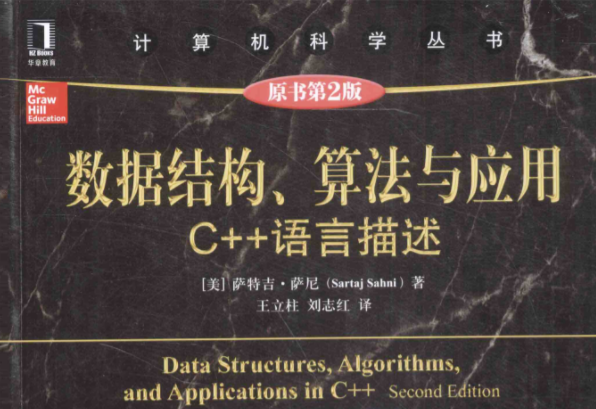 计算机科学丛书
HZ BOOKS
华章教育
Mc
Graw
Hill
Education
原书第2版
数据结构、算法与应用
C++语言描述
[美] 萨特吉·萨尼 (Sartaj Sahni) 著
王立柱 刘志红 译
Data Structures, Algorithms,
and Applications in C++ Second Edition